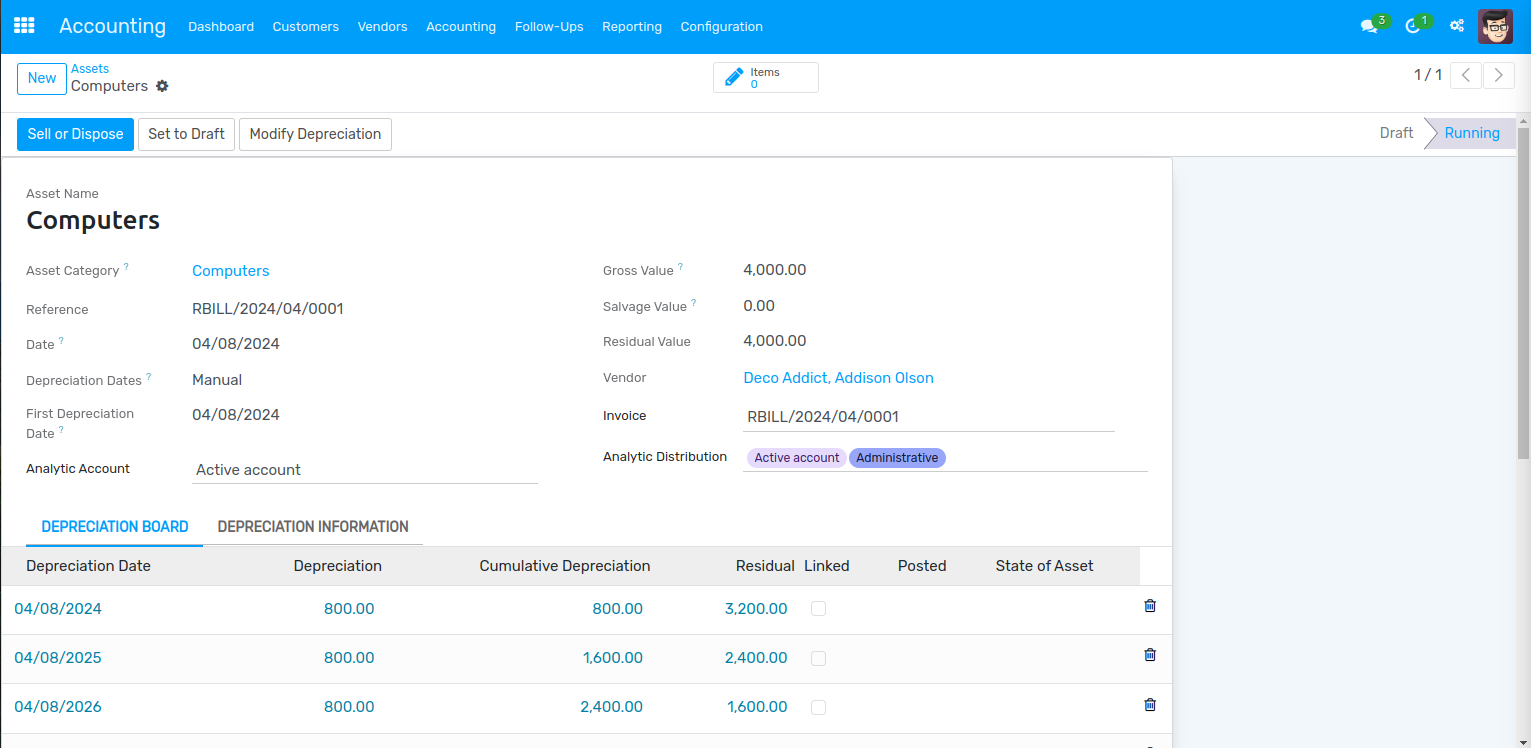 Accounting Dashboard Customers Vendors Accounting Follow-Ups Reporting Configuration 3 1
New Assets
Computers
Items
0
1 / 1
Sell or Dispose Set to Draft Modify Depreciation Draft Running
Asset Name
Computers
Asset Category ? Computers Gross Value ? 4,000.00
Reference RBILL/2024/04/0001 Salvage Value ? 0.00
Date ? 04/08/2024 Residual Value 4,000.00
Depreciation Dates ? Manual Vendor Deco Addict, Addison Olson
First Depreciation Date ? 04/08/2024 Invoice RBILL/2024/04/0001
Analytic Account Active account Analytic Distribution Active account Administrative
DEPRECIATION BOARD DEPRECIATION INFORMATION
Depreciation Date Depreciation Cumulative Depreciation Residual Linked Posted State of Asset
04/08/2024 800.00 800.00 3,200.00
04/08/2025 800.00 1,600.00 2,400.00
04/08/2026 800.00 2,400.00 1,600.00